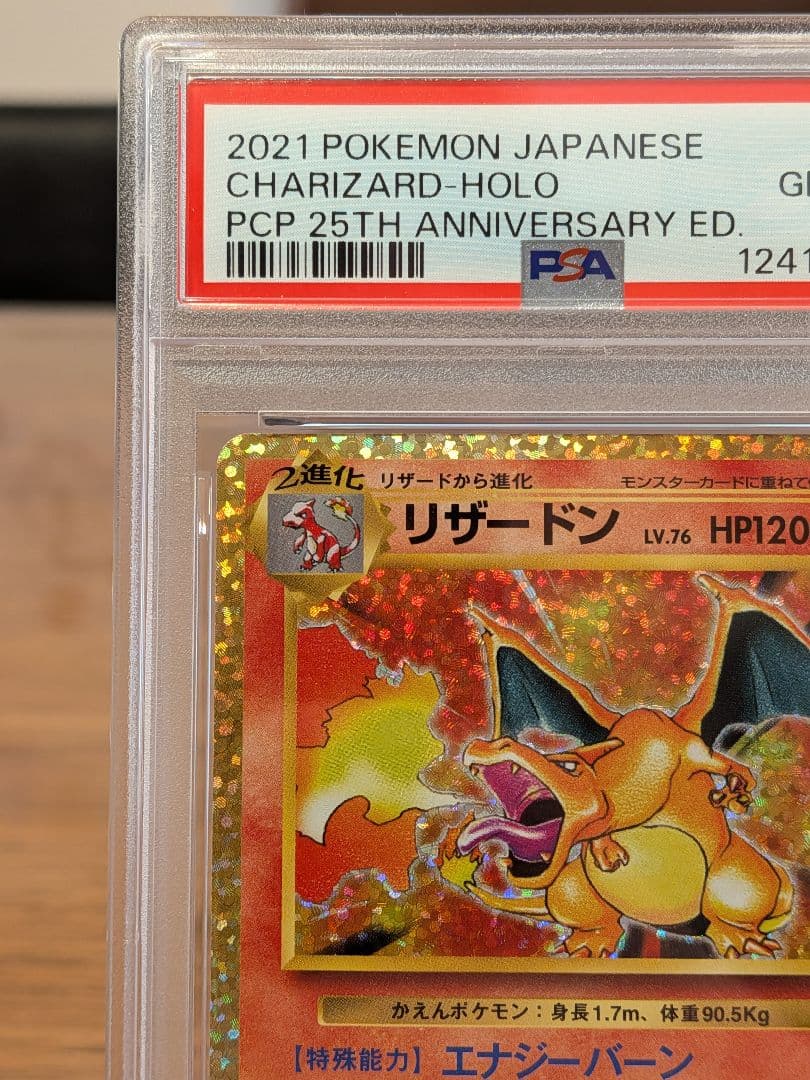 2021 POKEMON JAPANESE
CHARIZARD-HOLO
PCP 25TH ANNIVERSARY ED.
PSA
1241
2進化 リザードから進化 モンスターカードに重ねて
リザードン LV.76 HP120
かえんポケモン：身長1.7m、体重90.5Kg
【特殊能力】エナジーバーン